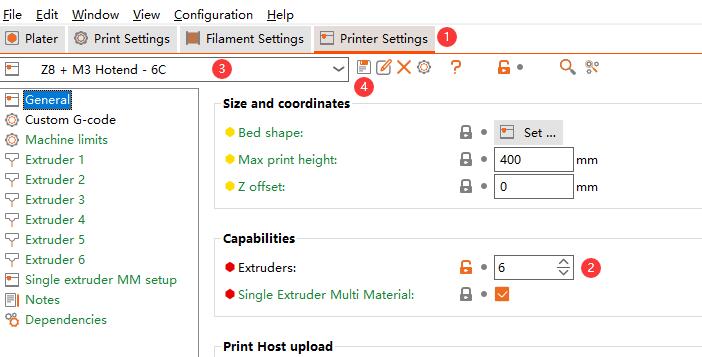 File Edit Window View Configuration Help
Plater Print Settings Filament Settings Printer Settings 1
Z8 + M3 Hotend - 6C 3 ?
4
General
Custom G-code
Machine limits
Extruder 1
Extruder 2
Extruder 3
Extruder 4
Extruder 5
Extruder 6
Single extruder MM setup
Notes
Dependencies
Size and coordinates
Bed shape: Set ...
Max print height: 400 mm
Z offset: 0 mm
Capabilities
Extruders: 6 2
Single Extruder Multi Material:
Print Host upload